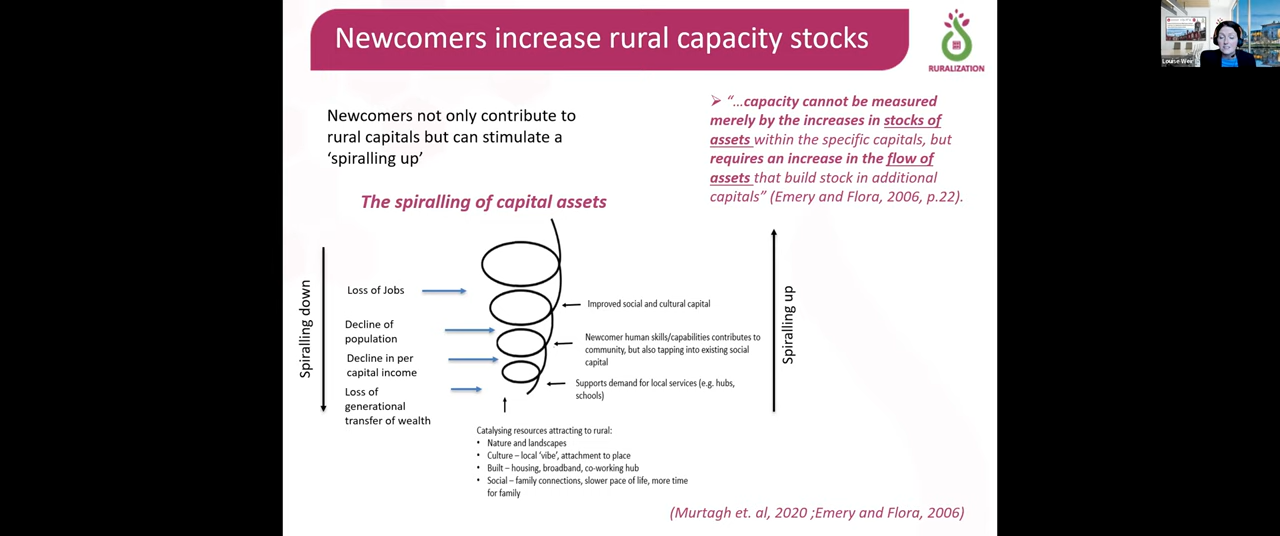 Newcomers increase rural capacity stocks
RURALIZATION
Louise Weir
Newcomers not only contribute to
rural capitals but can stimulate a
‘spiralling up’
➢ “…capacity cannot be measured
merely by the increases in stocks of
assets within the specific capitals, but
requires an increase in the flow of
assets that build stock in additional
capitals” (Emery and Flora, 2006, p.22).
The spiralling of capital assets
Spiralling down
Loss of Jobs
Decline of
population
Decline in per
capital income
Loss of
generational
transfer of wealth
Improved social and cultural capital
Newcomer human skills/capabilities contributes to
community, but also tapping into existing social
capital
Supports demand for local services (e.g. hubs,
schools)
Spiralling up
Catalysing resources attracting to rural:
• Nature and landscapes
• Culture – local ‘vibe’, attachment to place
• Built – housing, broadband, co-working hub
• Social – family connections, slower pace of life, more time
for family
(Murtagh et. al, 2020 ;Emery and Flora, 2006)